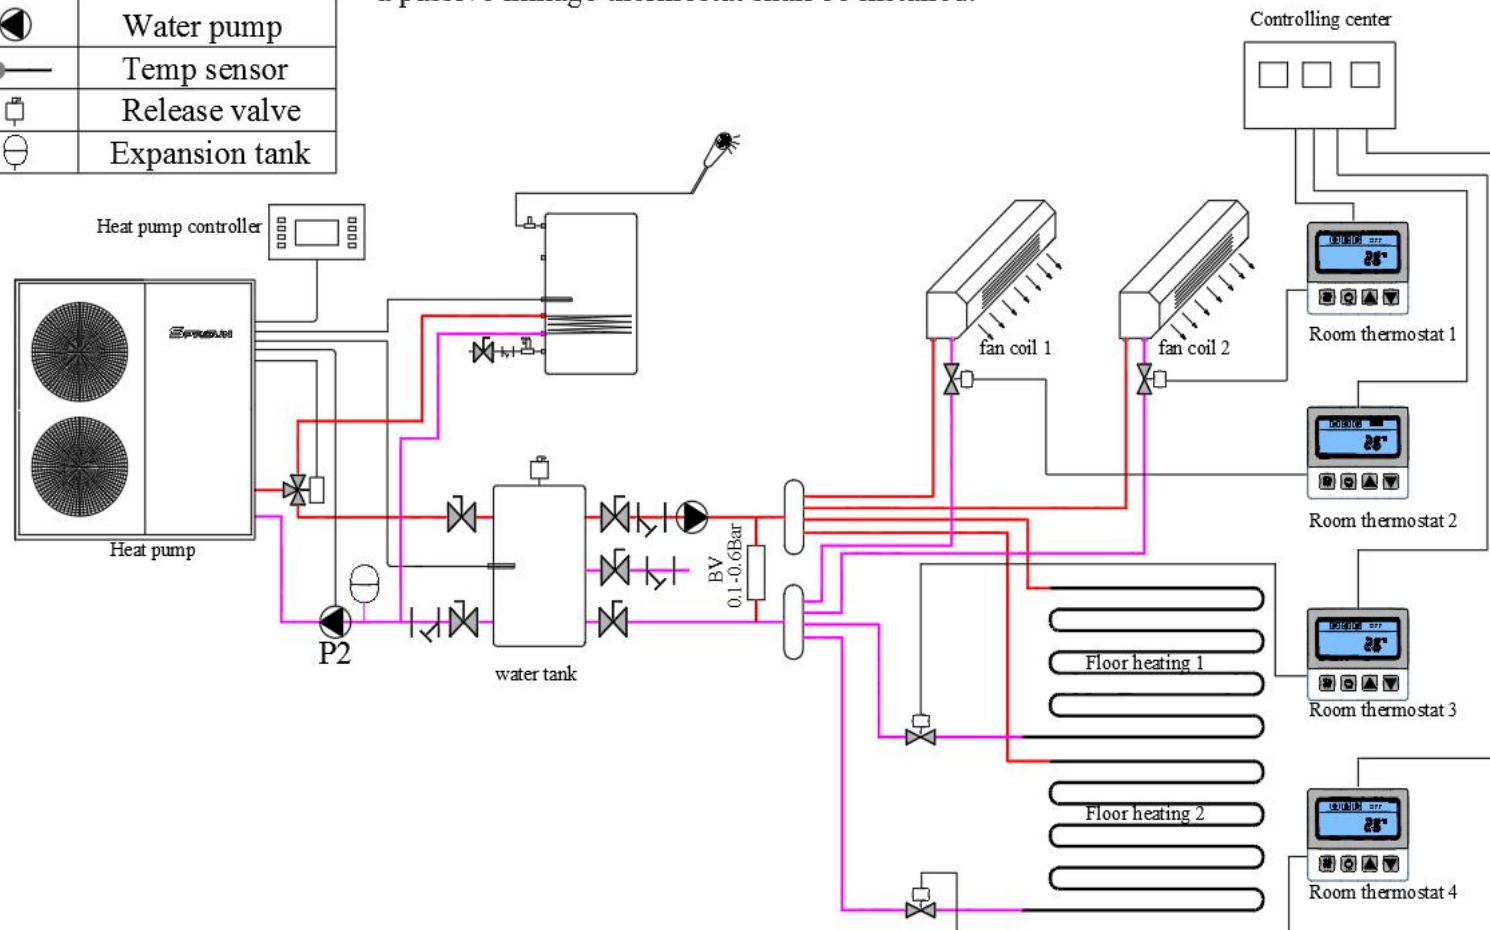 Water pump
Temp sensor
Release valve
Expansion tank
Controlling center
Heat pump controller
SPRSUN
Heat pump
P2
water tank
BV
0.1-0.6Bar
fan coil 1
fan coil 2
Room thermostat 1
Room thermostat 2
Floor heating 1
Room thermostat 3
Floor heating 2
Room thermostat 4